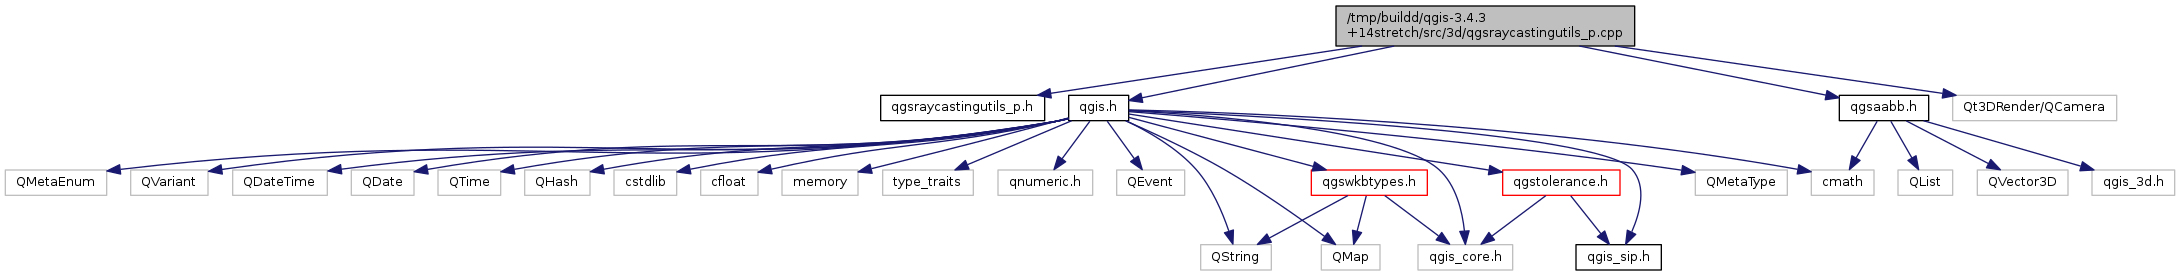 /tmp/buildd/qgis-3.4.3
+14stretch/src/3d/qgsraycastingutils_p.cpp
qgsraycastingutils_p.h
qgis.h
qgsaabb.h
Qt3DRender/QCamera
QMetaEnum
QVariant
QDateTime
QDate
QTime
QHash
cstdlib
cfloat
memory
type_traits
qnumeric.h
QEvent
qgswkbtypes.h
qgstolerance.h
QMetaType
cmath
QList
QVector3D
qgis_3d.h
QString
QMap
qgis_core.h
qgis_sip.h